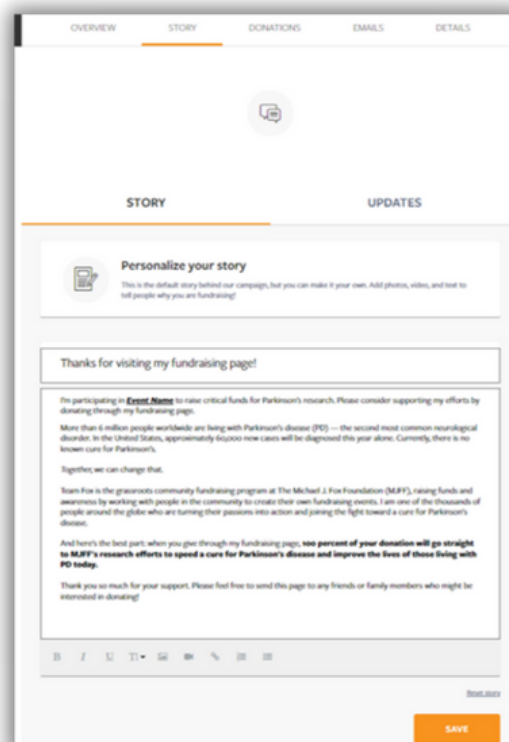 OVERVIEW STORY DONATIONS EMAILS DETAILS
STORY UPDATES
Personalize your story
This is the default story behind our campaign, but you can make it your own. Add photos, video, and text to
tell people why you are fundraising!
Thanks for visiting my fundraising page!
I'm participating in Event Name to raise critical funds for Parkinson's research. Please consider supporting my efforts by
donating through my fundraising page.
More than 6 million people worldwide are living with Parkinson's disease (PD) — the second most common neurological
disorder. In the United States, approximately 60,000 new cases will be diagnosed this year alone. Currently, there is no
known cure for Parkinson's.
Together, we can change that.
Team Fox is the grassroots community fundraising program at The Michael J. Fox Foundation (MJFF), raising funds and
awareness by working with people in the community to create their own fundraising events. I am one of the thousands of
people around the globe who are turning their passions into action and joining the fight toward a cure for Parkinson's
disease.
And here's the best part: when you give through my fundraising page, 100 percent of your donation will go straight
to MJFF's research efforts to speed a cure for Parkinson's disease and improve the lives of those living with
PD today.
Thank you so much for your support. Please feel free to send this page to any friends or family members who might be
interested in donating!
B I U T
Reset story
SAVE